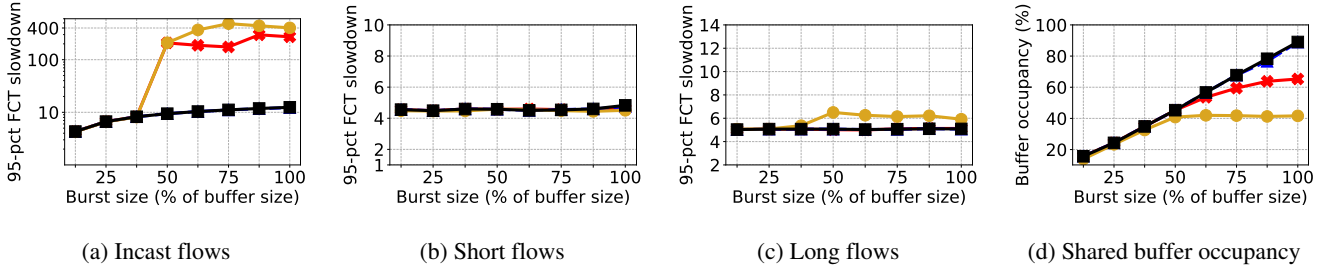 95-pct FCT slowdown
400
100
10
25 50 75 100
Burst size (% of buffer size)
(a) Incast flows
95-pct FCT slowdown
10
8
6
4
2
1
25 50 75 100
Burst size (% of buffer size)
(b) Short flows
95-pct FCT slowdown
14
12
10
8
6
4
2
25 50 75 100
Burst size (% of buffer size)
(c) Long flows
Buffer occupancy (%)
100
80
60
40
20
25 50 75 100
Burst size (% of buffer size)
(d) Shared buffer occupancy